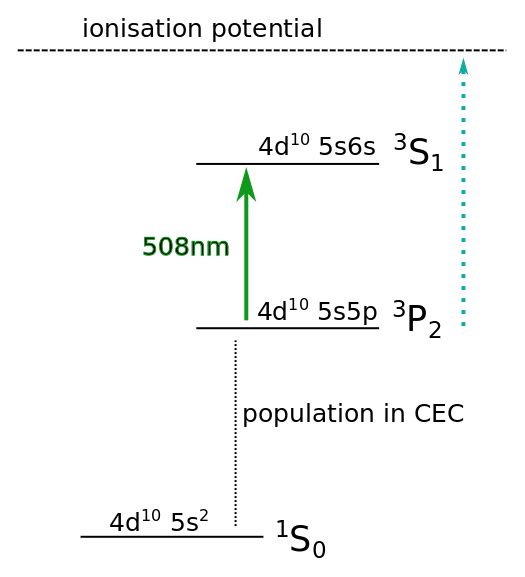 ionisation potential
4d¹⁰ 5s6s ³S₁
508nm
4d¹⁰ 5s5p ³P₂
population in CEC
4d¹⁰ 5s² ¹S₀